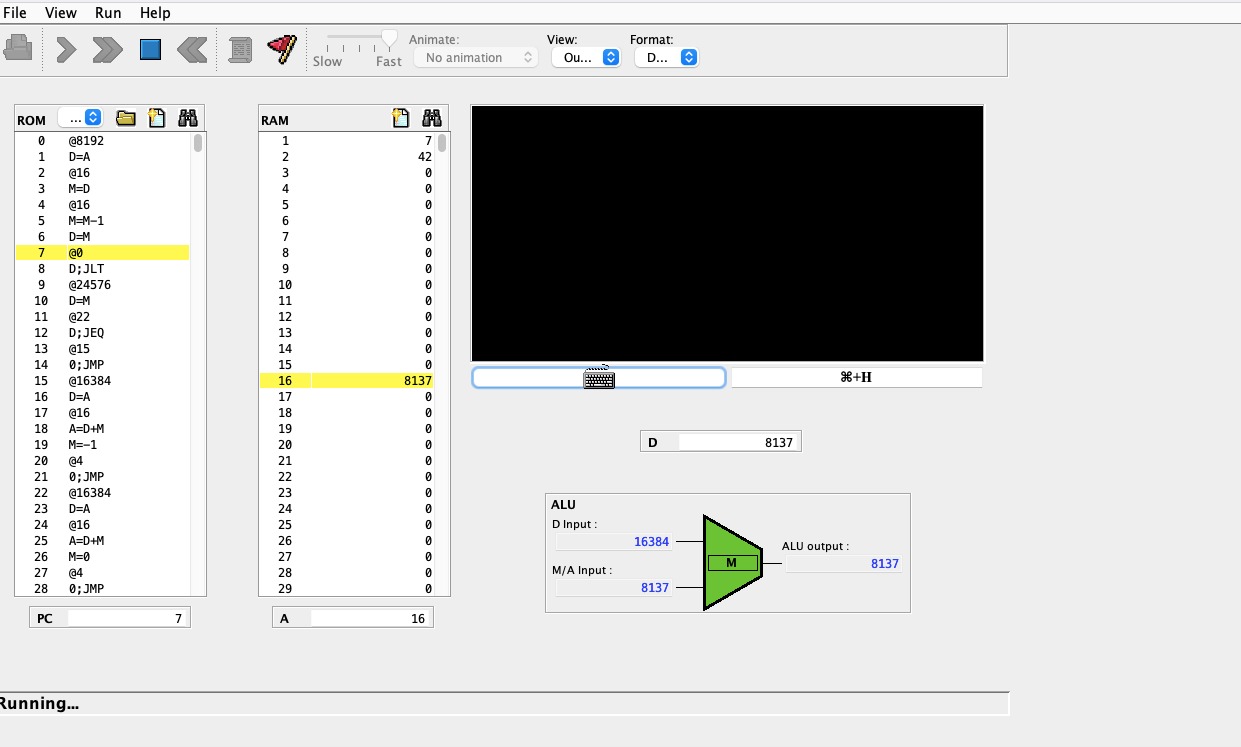 File View Run Help
Slow Fast
Animate:
No animation
View:
Ou...
Format:
D...
ROM ...
0 @8192
1 D=A
2 @16
3 M=D
4 @16
5 M=M-1
6 D=M
7 @0
8 D;JLT
9 @24576
10 D=M
11 @22
12 D;JEQ
13 @15
14 0;JMP
15 @16384
16 D=A
17 @16
18 A=D+M
19 M=-1
20 @4
21 0;JMP
22 @16384
23 D=A
24 @16
25 A=D+M
26 M=0
27 @4
28 0;JMP
PC 7
RAM
1 7
2 42
3 0
4 0
5 0
6 0
7 0
8 0
9 0
10 0
11 0
12 0
13 0
14 0
15 0
16 8137
17 0
18 0
19 0
20 0
21 0
22 0
23 0
24 0
25 0
26 0
27 0
28 0
29 0
A 16
⌘+H
D 8137
ALU
D Input :
16384
M/A Input :
8137
M
ALU output :
8137
Running...